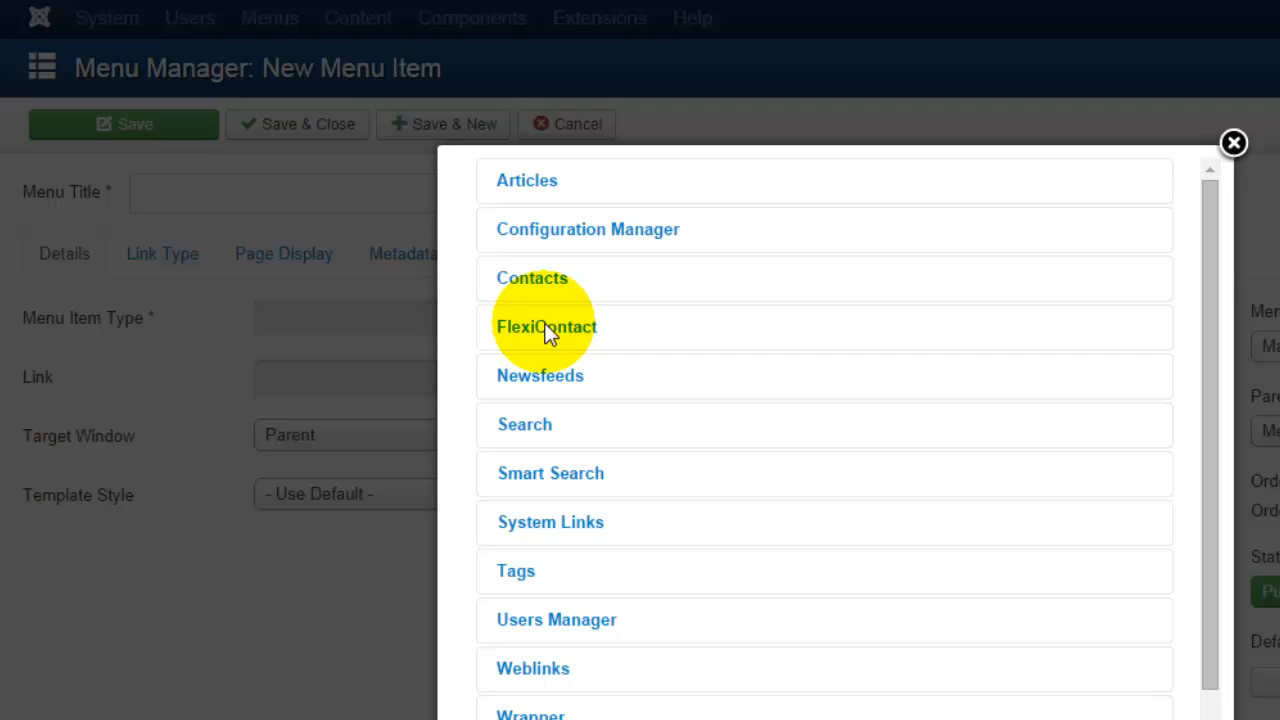 System Users Menus Content Components Extensions Help
Menu Manager: New Menu Item
Save Save & Close Save & New Cancel
Menu Title *
Details Link Type Page Display Metadata
Menu Item Type *
Link
Target Window Parent
Template Style - Use Default -
Articles
Configuration Manager
Contacts
FlexiContact
Newsfeeds
Search
Smart Search
System Links
Tags
Users Manager
Weblinks
Wrapper